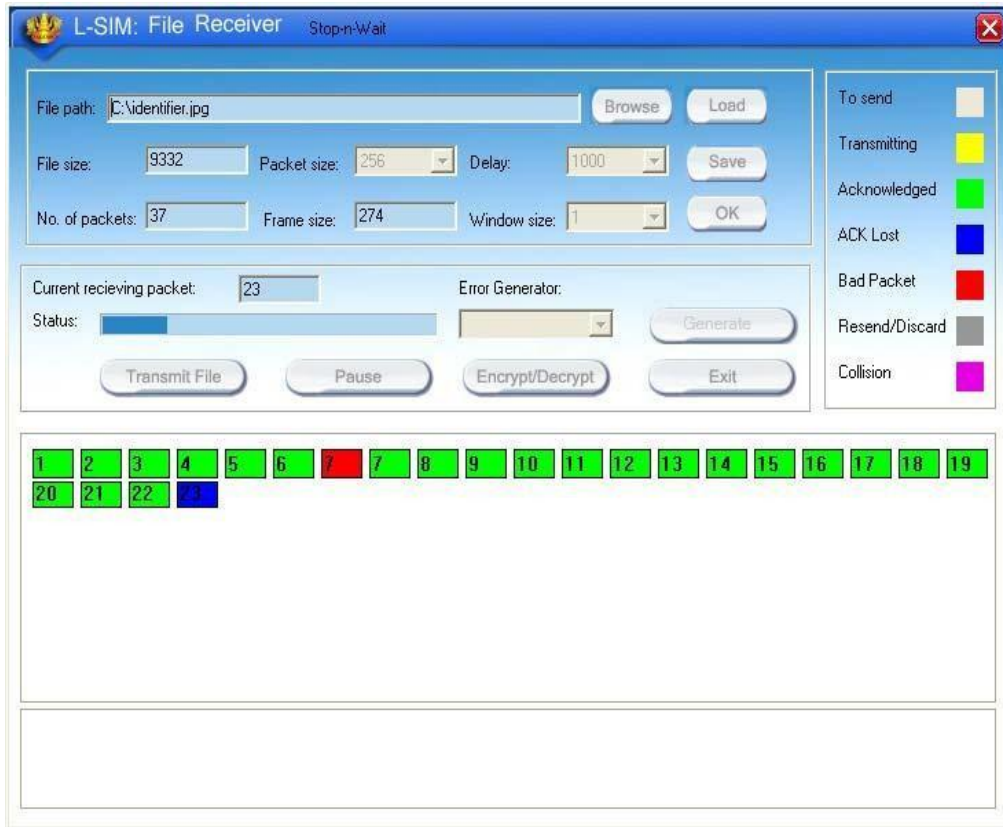 L-SIM: File Receiver Stop-n-Wait
File path: C:\identifier.jpg Browse Load
File size: 9332 Packet size: 256 Delay: 1000 Save
No. of packets: 37 Frame size: 274 Window size: 1 OK
To send
Transmitting
Acknowledged
ACK Lost
Bad Packet
Resend/Discard
Collision
Current recieving packet: 23 Error Generator:
Status: Generate
Transmit File Pause Encrypt/Decrypt Exit
1 2 3 4 5 6 7 7 8 9 10 11 12 13 14 15 16 17 18 19
20 21 22 23